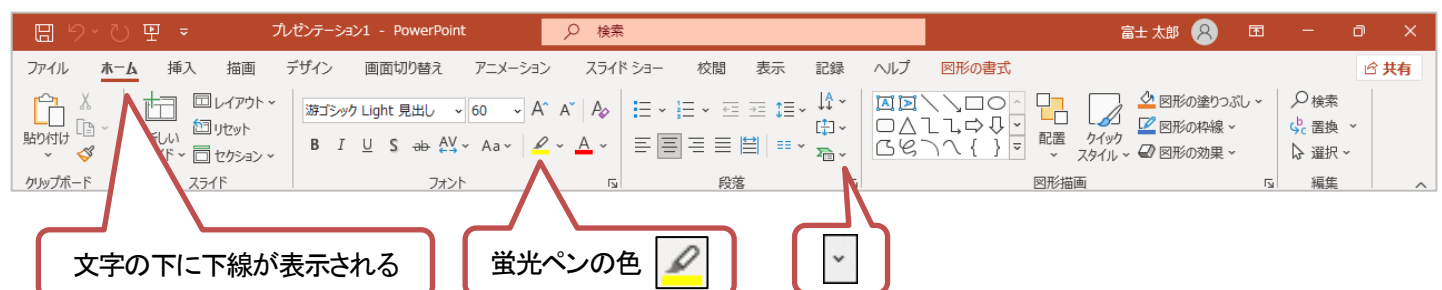 プレゼンテーション1 - PowerPoint 検索 富士 太郎
ファイル ホーム 挿入 描画 デザイン 画面切り替え アニメーション スライド ショー 校閲 表示 記録 ヘルプ 図形の書式 共有
レイアウト 游ゴシック Light 見出し 60 A A A 図形の塗りつぶし 検索
貼り付け しい リセット 配置 クイック 図形の枠線 置換
ド セクション B I U S ab AV Aa A スタイル 図形の効果 選択
クリップボード スライド フォント 段落 図形描画 編集
文字の下に下線が表示される 蛍光ペンの色